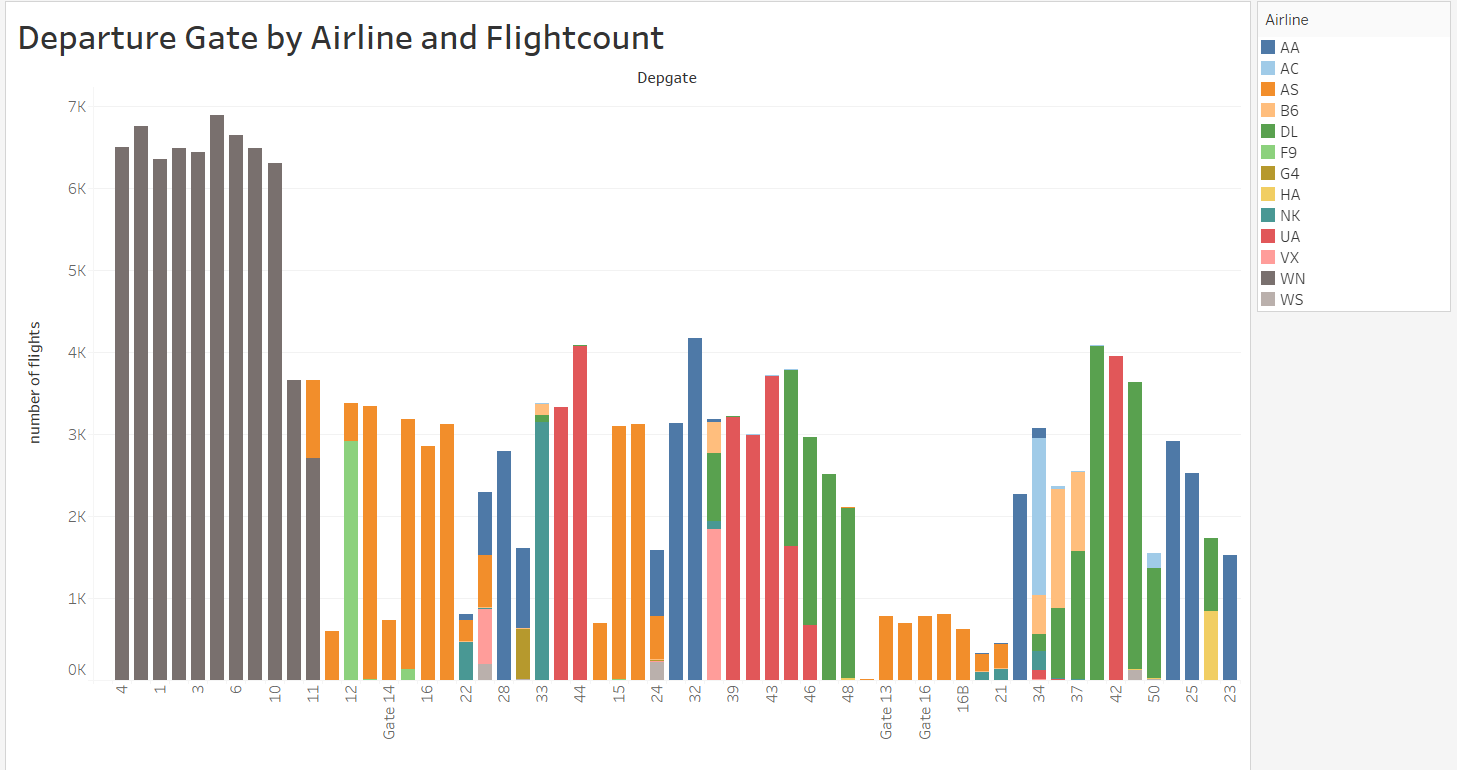 Departure Gate by Airline and Flightcount
Depgate
number of flights
7K
6K
5K
4K
3K
2K
1K
0K
4
1
3
6
10
11
12
Gate 14
16
22
28
33
44
15
24
32
39
43
46
48
Gate 13
Gate 16
16B
21
34
37
42
50
25
23
Airline
AA
AC
AS
B6
DL
F9
G4
HA
NK
UA
VX
WN
WS